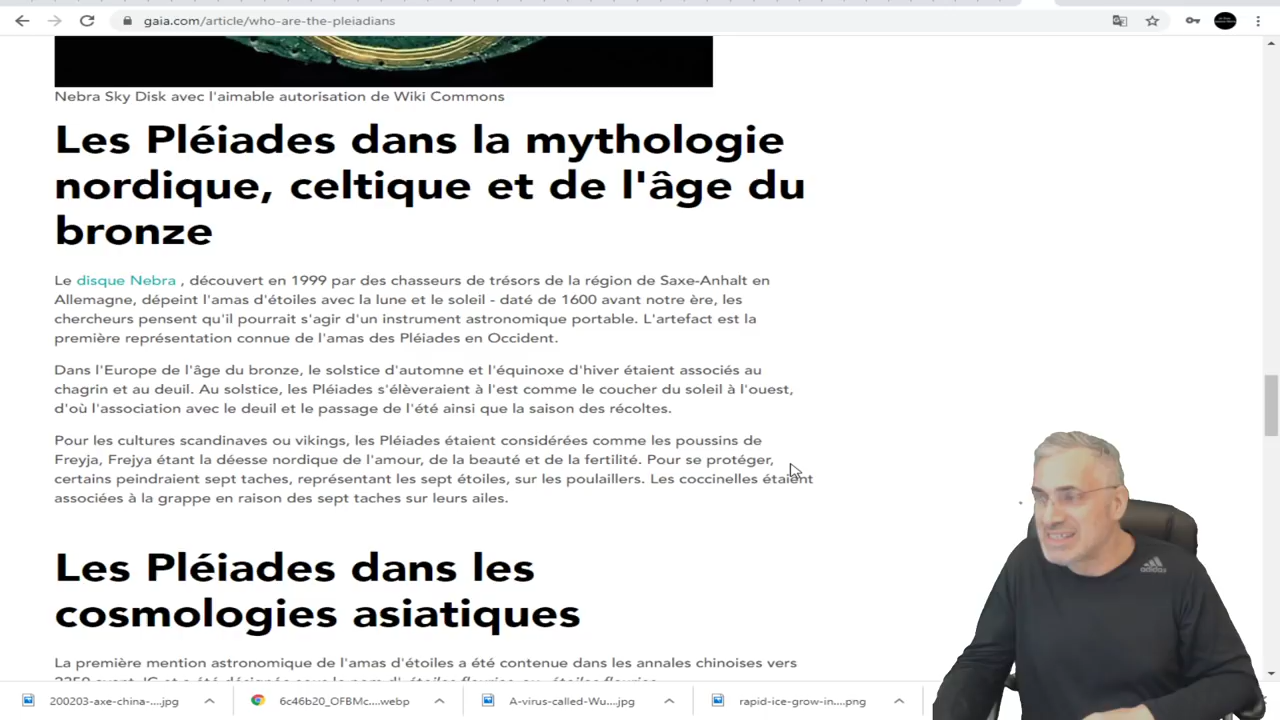 gaia.com/article/who-are-the-pleiadians
Nebra Sky Disk avec l'aimable autorisation de Wiki Commons
Les Pléiades dans la mythologie
nordique, celtique et de l'âge du
bronze
Le disque Nebra , découvert en 1999 par des chasseurs de trésors de la région de Saxe-Anhalt en
Allemagne, dépeint l'amas d'étoiles avec la lune et le soleil - daté de 1600 avant notre ère, les
chercheurs pensent qu'il pourrait s'agir d'un instrument astronomique portable. L'artefact est la
première représentation connue de l'amas des Pléiades en Occident.
Dans l'Europe de l'âge du bronze, le solstice d'automne et l'équinoxe d'hiver étaient associés au
chagrin et au deuil. Au solstice, les Pléiades s'élèveraient à l'est comme le coucher du soleil à l'ouest,
d'où l'association avec le deuil et le passage de l'été ainsi que la saison des récoltes.
Pour les cultures scandinaves ou vikings, les Pléiades étaient considérées comme les poussins de
Freyja, Frejya étant la déesse nordique de l'amour, de la beauté et de la fertilité. Pour se protéger,
certains peindraient sept taches, représentant les sept étoiles, sur les poulaillers. Les coccinelles étaient
associées à la grappe en raison des sept taches sur leurs ailes.
Les Pléiades dans les
cosmologies asiatiques
La première mention astronomique de l'amas d'étoiles a été contenue dans les annales chinoises vers
adidas
200203-axe-china-....jpg
6c46b20_OFBMc....webp
A-virus-called-Wu....jpg
rapid-ice-grow-in....png